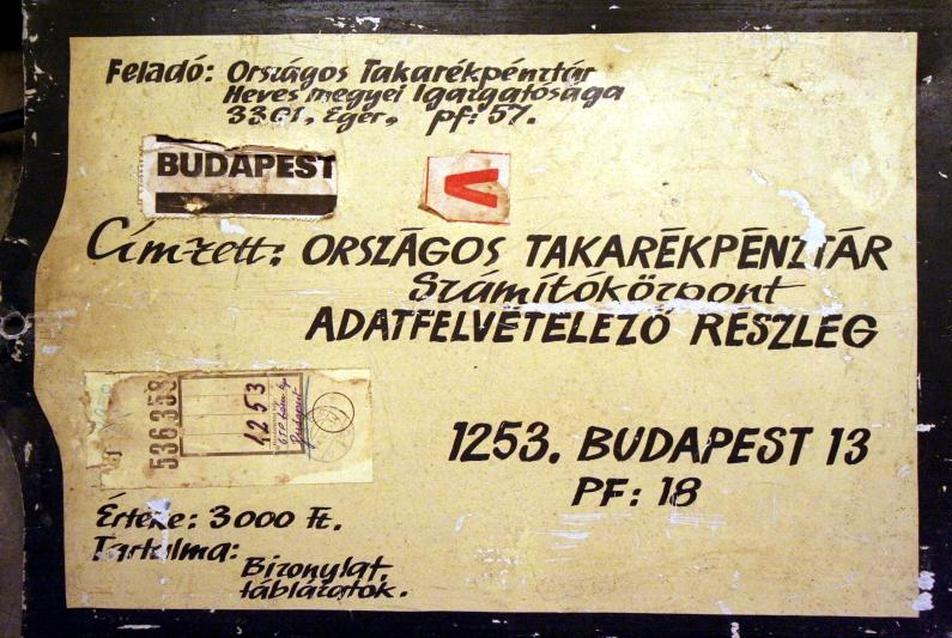 Feladó: Országos Takarékpénztár
Heves megyei Igazgatósága
3301, Eger, pf: 57.
BUDAPEST
V
Címzett: ORSZÁGOS TAKARÉKPÉNZTÁR
Számítóközpont
ADATFELVÉTELEZŐ RÉSZLEG
536358
1253
Budapest
1253. BUDAPEST 13
PF: 18
Értéke: 3000 Ft.
Tartalma:
Bizonylat,
táblázatok.